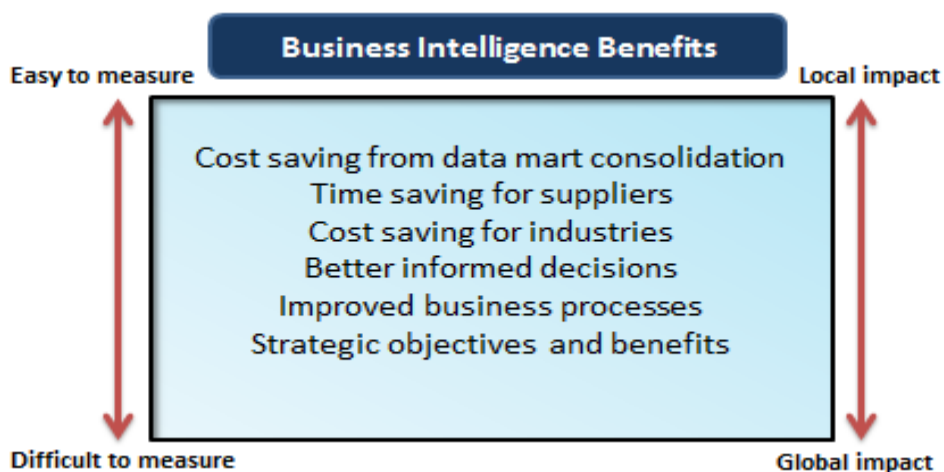 Business Intelligence Benefits
Easy to measure
Local impact
Cost saving from data mart consolidation
Time saving for suppliers
Cost saving for industries
Better informed decisions
Improved business processes
Strategic objectives and benefits
Difficult to measure
Global impact